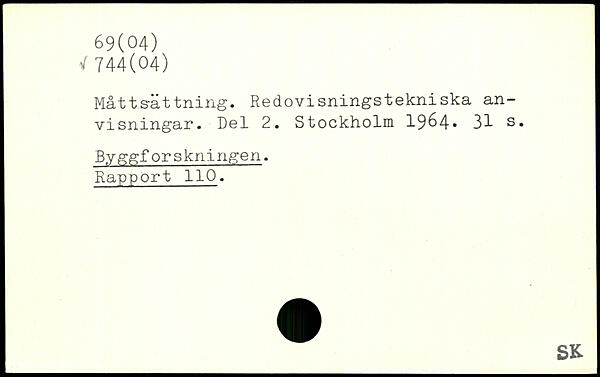 69(04)
√ 744(04)
Måttsättning. Redovisningstekniska an-
visningar. Del 2. Stockholm 1964. 31 s.
Byggforskningen.
Rapport 110.
SK